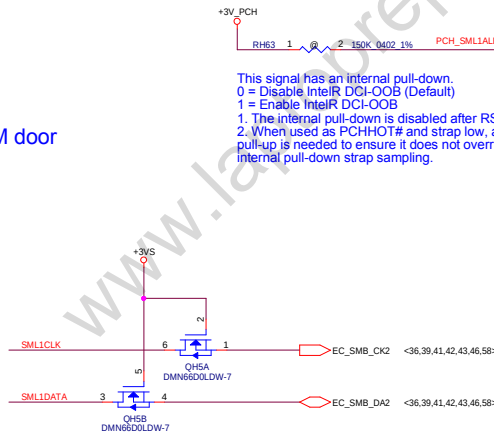 +3V_PCH
RH63 1 @ 2 150K_0402_1% PCH_SML1AL
This signal has an internal pull-down.
0 = Disable IntelR DCI-OOB (Default)
1 = Enable IntelR DCI-OOB
1. The internal pull-down is disabled after RS
2. When used as PCHHOT# and strap low, a
pull-up is needed to ensure it does not overr
internal pull-down strap sampling.
M door
www.laptoprep
+3VS
2
SML1CLK 6 1 EC_SMB_CK2 <36,39,41,42,43,46,58>
QH5A
DMN66D0LDW-7
5
SML1DATA 3 4 EC_SMB_DA2 <36,39,41,42,43,46,58>
QH5B
DMN66D0LDW-7